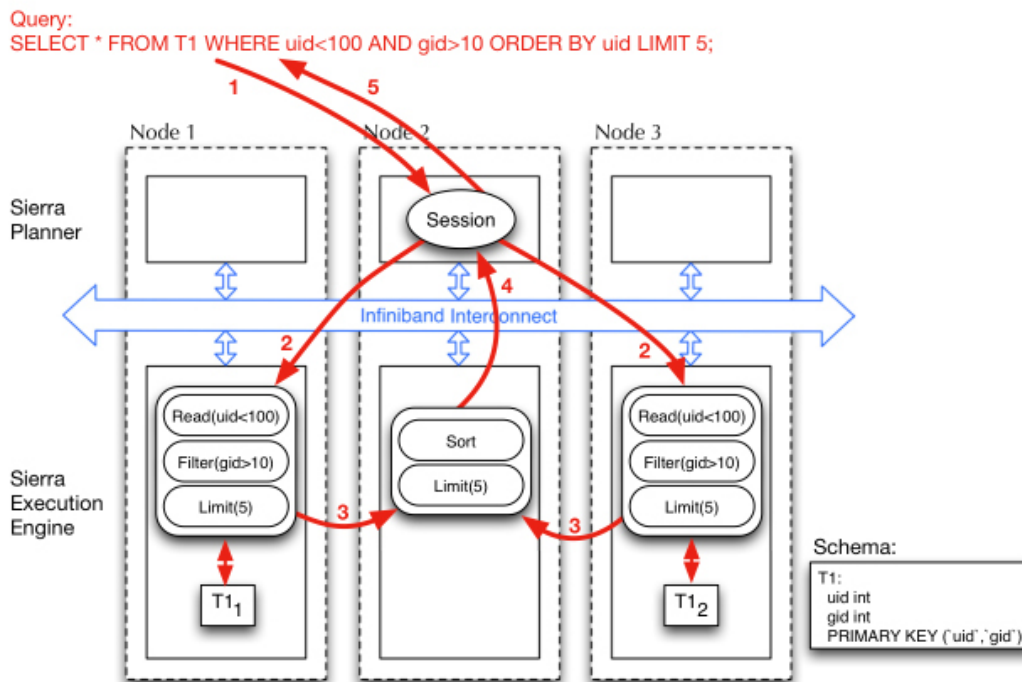 Query:
SELECT * FROM T1 WHERE uid<100 AND gid>10 ORDER BY uid LIMIT 5;
1
5
Node 1
Node 2
Node 3
Sierra
Planner
Session
4
Infiniband Interconnect
2
2
Read(uid<100)
Filter(gid>10)
Limit(5)
Sort
Limit(5)
Read(uid<100)
Filter(gid>10)
Limit(5)
Sierra
Execution
Engine
3
3
T1₁
T1₂
Schema:
T1:
uid int
gid int
PRIMARY KEY (`uid`,`gid`)